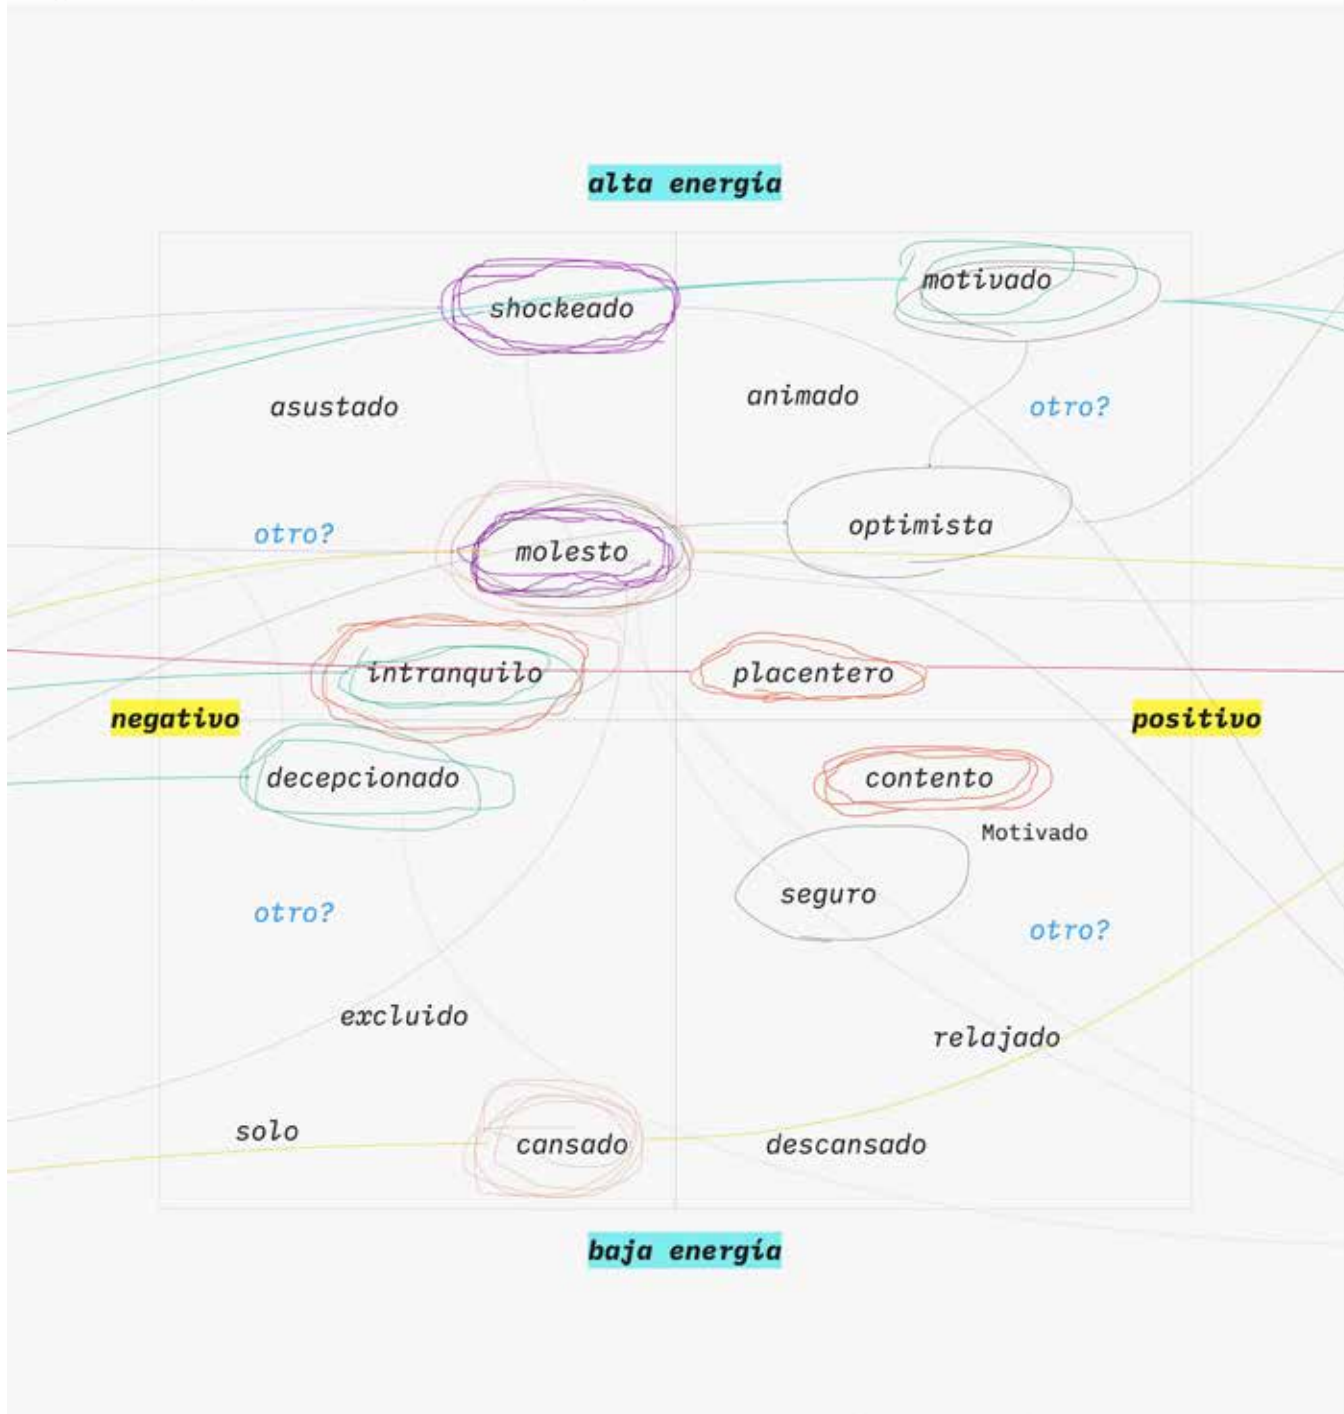 alta energía
motivado
shockeado
animado
asustado
otro?
optimista
otro?
molesto
intranquilo
placentero
negativo
positivo
decepcionado
contento
Motivado
seguro
otro?
otro?
excluido
relajado
solo
cansado
descansado
baja energía